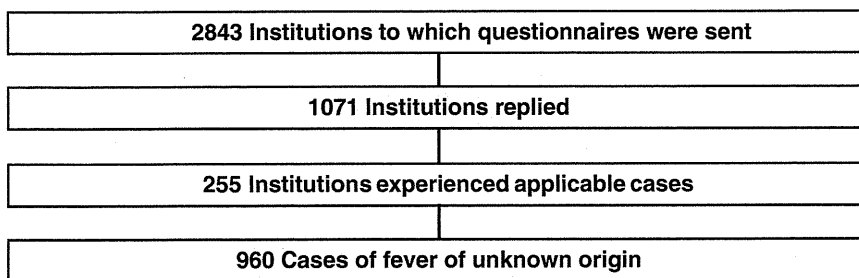 2843 Institutions to which questionnaires were sent
1071 Institutions replied
255 Institutions experienced applicable cases
960 Cases of fever of unknown origin